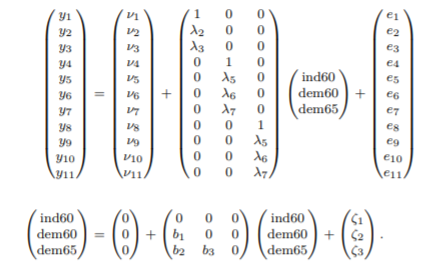 y1 = ν1 + 1 0 0 ind60 + e1
y2 ν2 λ2 0 0 dem60 e2
y3 ν3 λ3 0 0 dem65 e3
y4 ν4 0 1 0 e4
y5 ν5 0 λ5 0 e5
y6 ν6 0 λ6 0 e6
y7 ν7 0 λ7 0 e7
y8 ν8 0 0 1 e8
y9 ν9 0 0 λ5 e9
y10 ν10 0 0 λ6 e10
y11 ν11 0 0 λ7 e11
ind60 0 0 0 0 ind60 ζ1
dem60 = 0 + b1 0 0 dem60 + ζ2 .
dem65 0 b2 b3 0 dem65 ζ3